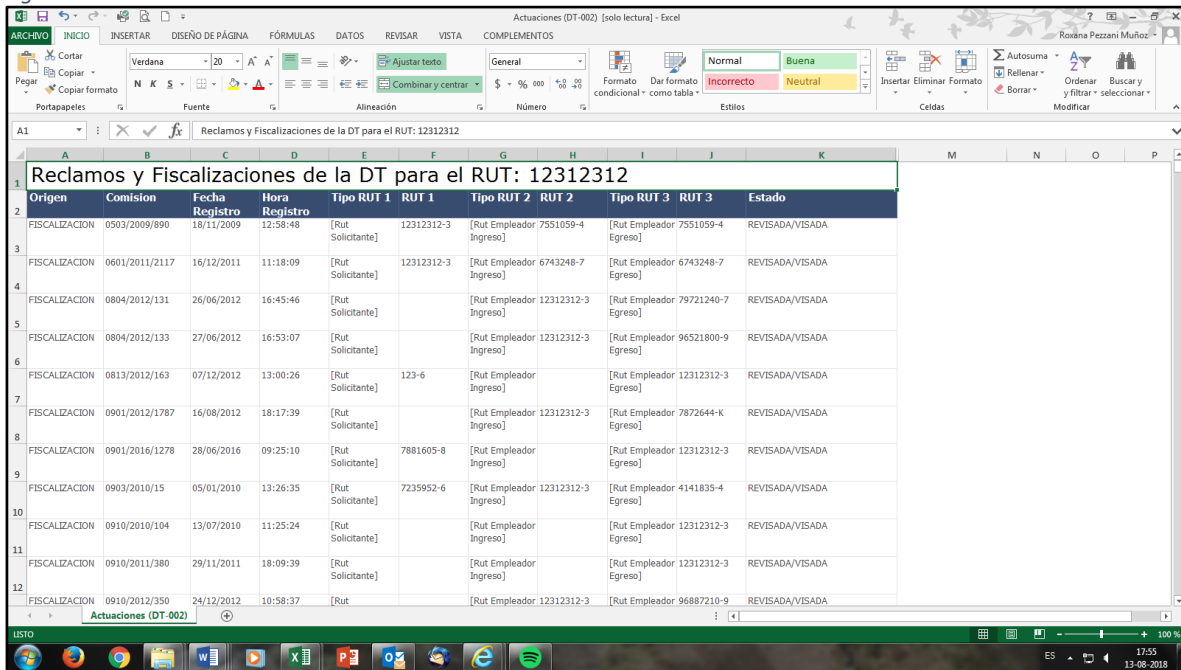 Actuaciones (DT-002) [solo lectura] - Excel
ARCHIVO INICIO INSERTAR DISEÑO DE PÁGINA FÓRMULAS DATOS REVISAR VISTA COMPLEMENTOS Roxana Pezzani Muñoz
Pegar Cortar Copiar Copiar formato
Portapapeles
Verdana 20
N K S
Fuente
Ajustar texto
Combinar y centrar
Alineación
General
$ % 000
Número
Formato condicional Dar formato como tabla
Normal Buena
Incorrecto Neutral
Estilos
Insertar Eliminar Formato
Celdas
Autosuma
Rellenar
Borrar
Ordenar y filtrar Buscar y seleccionar
Modificar
A1 fx Reclamos y Fiscalizaciones de la DT para el RUT: 12312312
A B C D E F G H I J K M N O P
1 Reclamos y Fiscalizaciones de la DT para el RUT: 12312312
2 Origen Comision Fecha Registro Hora Registro Tipo RUT 1 RUT 1 Tipo RUT 2 RUT 2 Tipo RUT 3 RUT 3 Estado
3 FISCALIZACION 0503/2009/890 18/11/2009 12:58:48 [Rut Solicitante] 12312312-3 [Rut Empleador Ingreso] 7551059-4 [Rut Empleador Egreso] 7551059-4 REVISADA/VISADA
4 FISCALIZACION 0601/2011/2117 16/12/2011 11:18:09 [Rut Solicitante] 12312312-3 [Rut Empleador Ingreso] 6743248-7 [Rut Empleador Egreso] 6743248-7 REVISADA/VISADA
5 FISCALIZACION 0804/2012/131 26/06/2012 16:45:46 [Rut Solicitante] [Rut Empleador Ingreso] 12312312-3 [Rut Empleador Egreso] 79721240-7 REVISADA/VISADA
6 FISCALIZACION 0804/2012/133 27/06/2012 16:53:07 [Rut Solicitante] [Rut Empleador Ingreso] 12312312-3 [Rut Empleador Egreso] 96521800-9 REVISADA/VISADA
7 FISCALIZACION 0813/2012/163 07/12/2012 13:00:26 [Rut Solicitante] 123-6 [Rut Empleador Ingreso] [Rut Empleador Egreso] 12312312-3 REVISADA/VISADA
8 FISCALIZACION 0901/2012/1787 16/08/2012 18:17:39 [Rut Solicitante] [Rut Empleador Ingreso] 12312312-3 [Rut Empleador Egreso] 7872644-K REVISADA/VISADA
9 FISCALIZACION 0901/2016/1278 28/06/2016 09:25:10 [Rut Solicitante] 7881605-8 [Rut Empleador Ingreso] [Rut Empleador Egreso] 12312312-3 REVISADA/VISADA
10 FISCALIZACION 0903/2010/15 05/01/2010 13:26:35 [Rut Solicitante] 7235952-6 [Rut Empleador Ingreso] 12312312-3 [Rut Empleador Egreso] 4141835-4 REVISADA/VISADA
11 FISCALIZACION 0910/2010/104 13/07/2010 11:25:24 [Rut Solicitante] [Rut Empleador Ingreso] [Rut Empleador Egreso] 12312312-3 REVISADA/VISADA
12 FISCALIZACION 0910/2011/380 29/11/2011 18:09:39 [Rut Solicitante] [Rut Empleador Ingreso] [Rut Empleador Egreso] 12312312-3 REVISADA/VISADA
FISCALIZACION 0910/2012/350 24/12/2012 10:58:37 [Rut [Rut Empleador 12312312-3 [Rut Empleador 96887210-9 REVISADA/VISADA
Actuaciones (DT-002)
LISTO 100 %
ES 17:55
13-08-2018